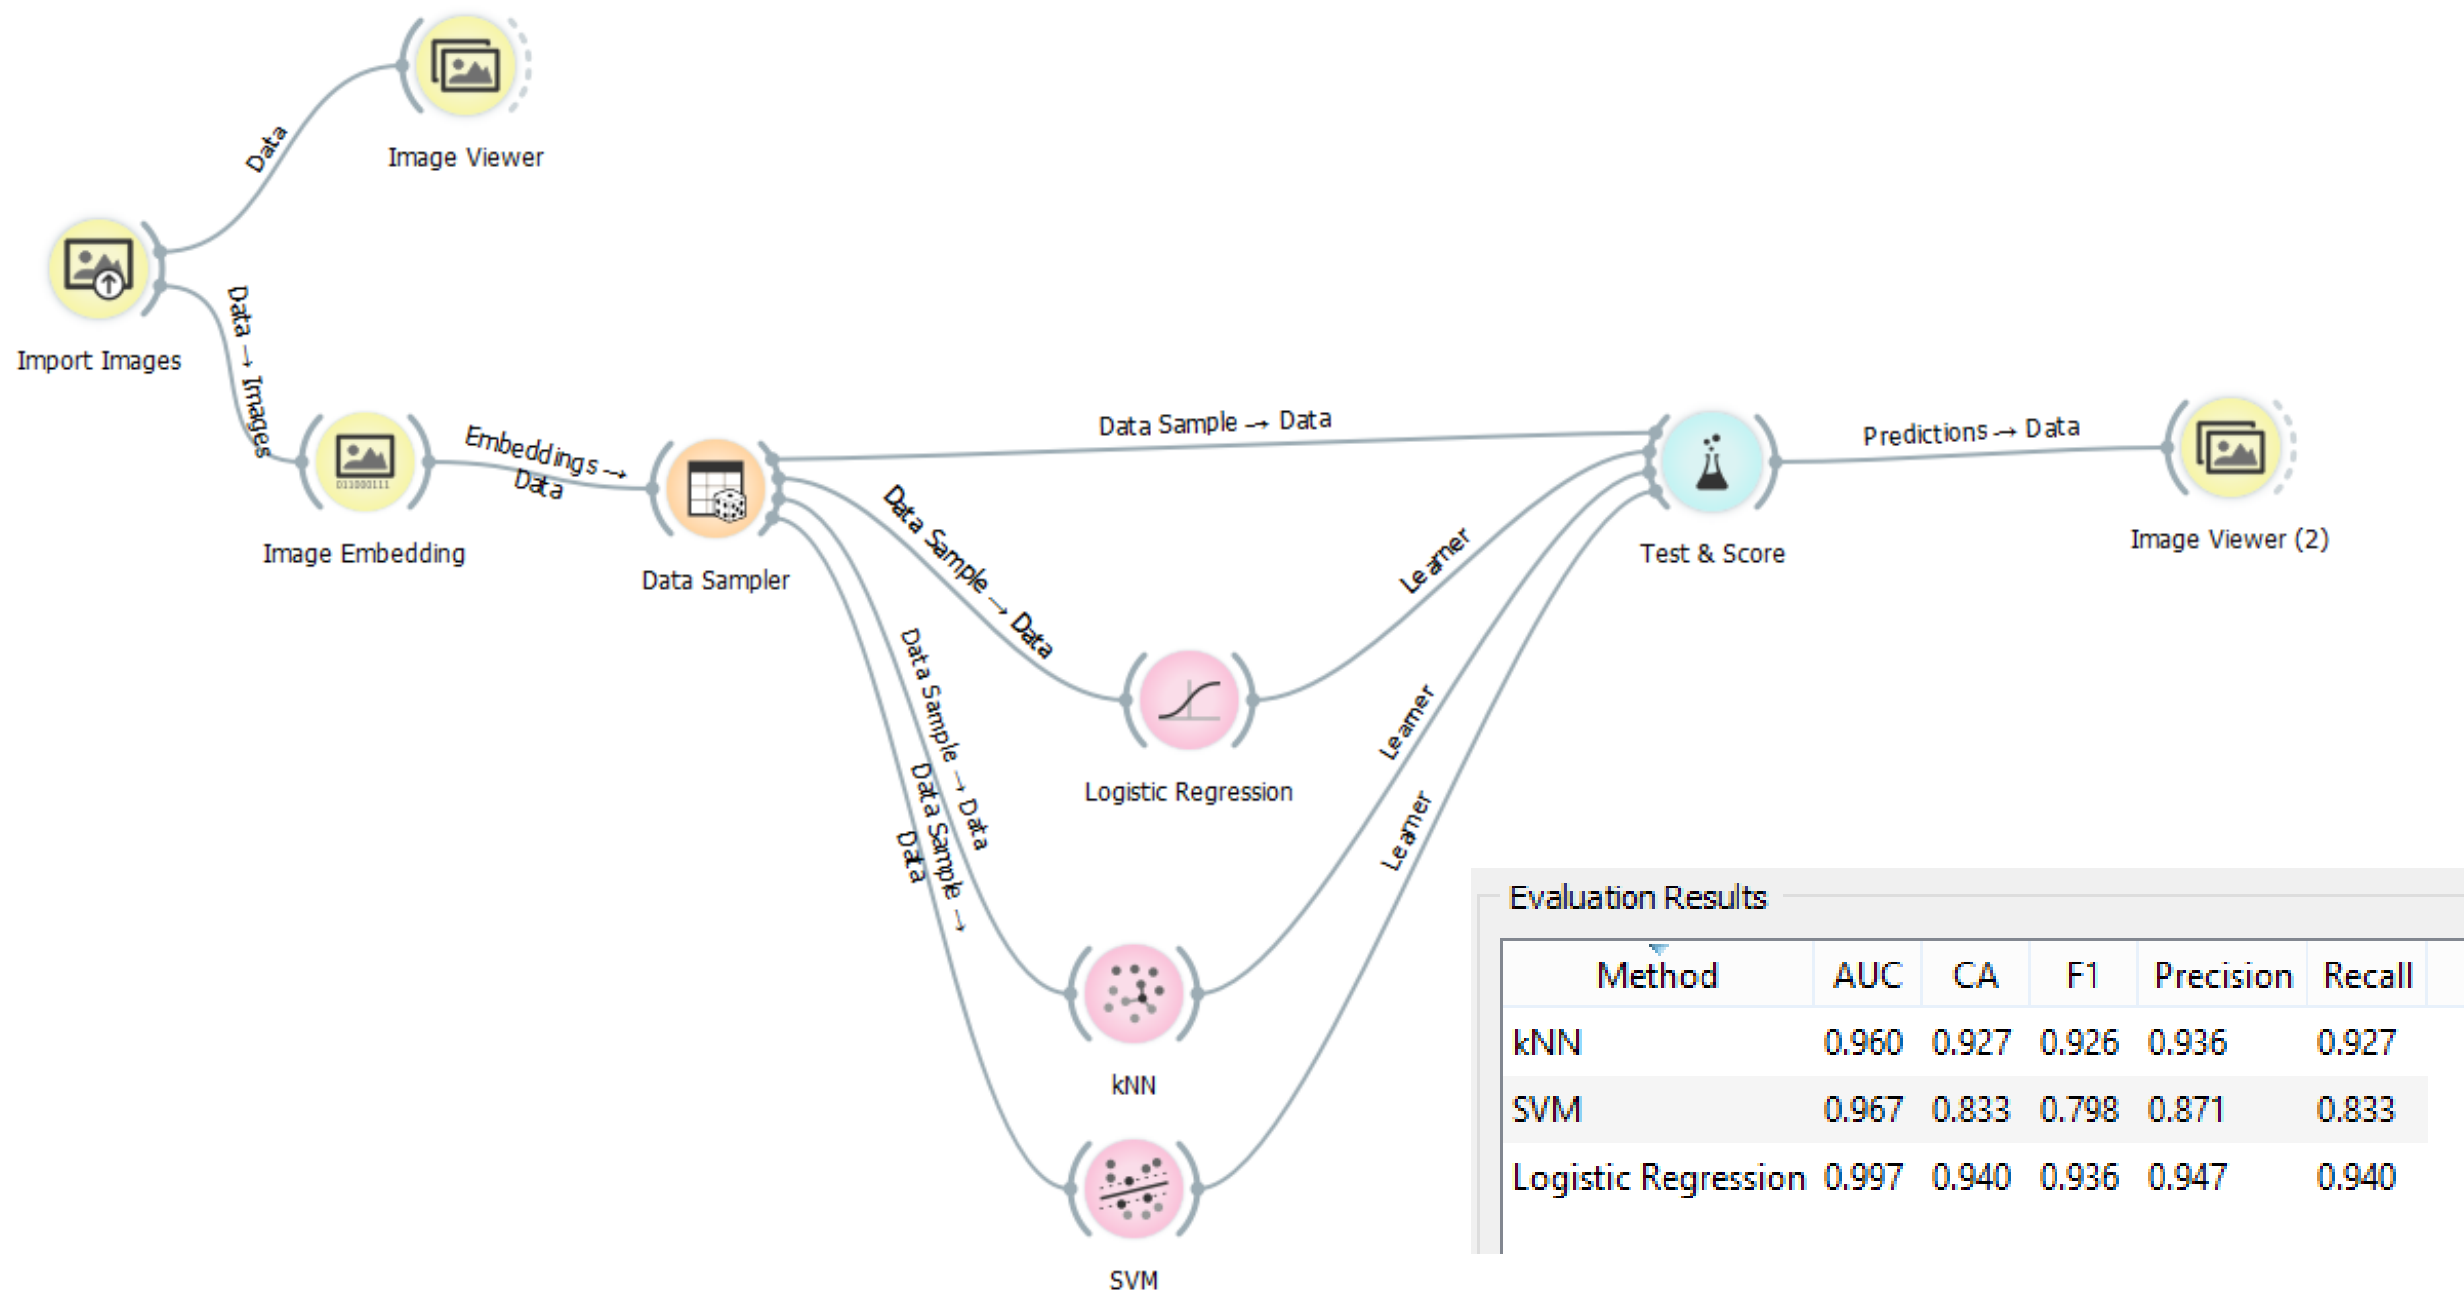 Image Viewer
Data
Import Images
Data → Images
Image Embedding
Embeddings →
Data
Data Sampler
Data Sample → Data
Data Sample → Data
Data Sample → Data
Data Sample →
Data
Logistic Regression
kNN
SVM
Learner
Learner
Learner
Test & Score
Predictions → Data
Image Viewer (2)
011000111
Evaluation Results
Method AUC CA F1 Precision Recall
kNN 0.960 0.927 0.926 0.936 0.927
SVM 0.967 0.833 0.798 0.871 0.833
Logistic Regression 0.997 0.940 0.936 0.947 0.940